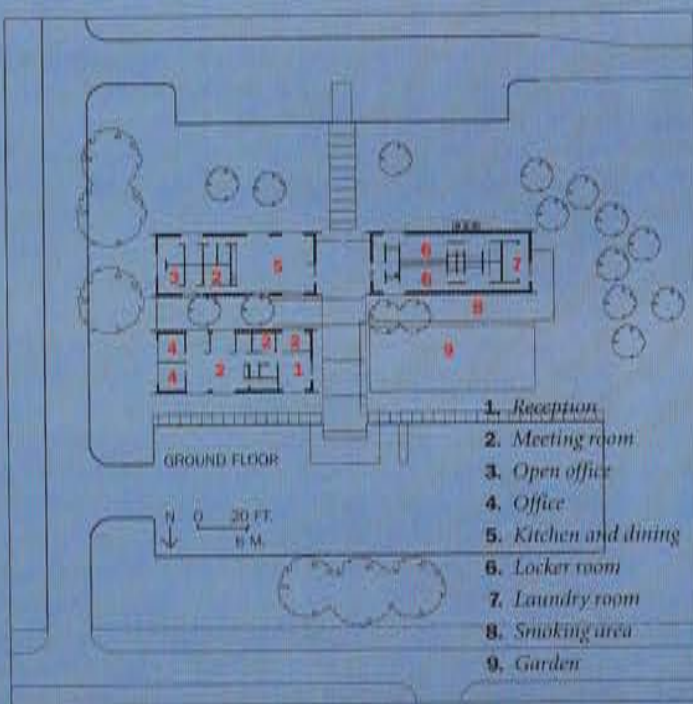 6
3
2
5
6
7
8
4
2
2
9
4
2
1
GROUND FLOOR
N 0 20 FT.
6 M.
1. Reception
2. Meeting room
3. Open office
4. Office
5. Kitchen and dining
6. Locker room
7. Laundry room
8. Smoking area
9. Garden